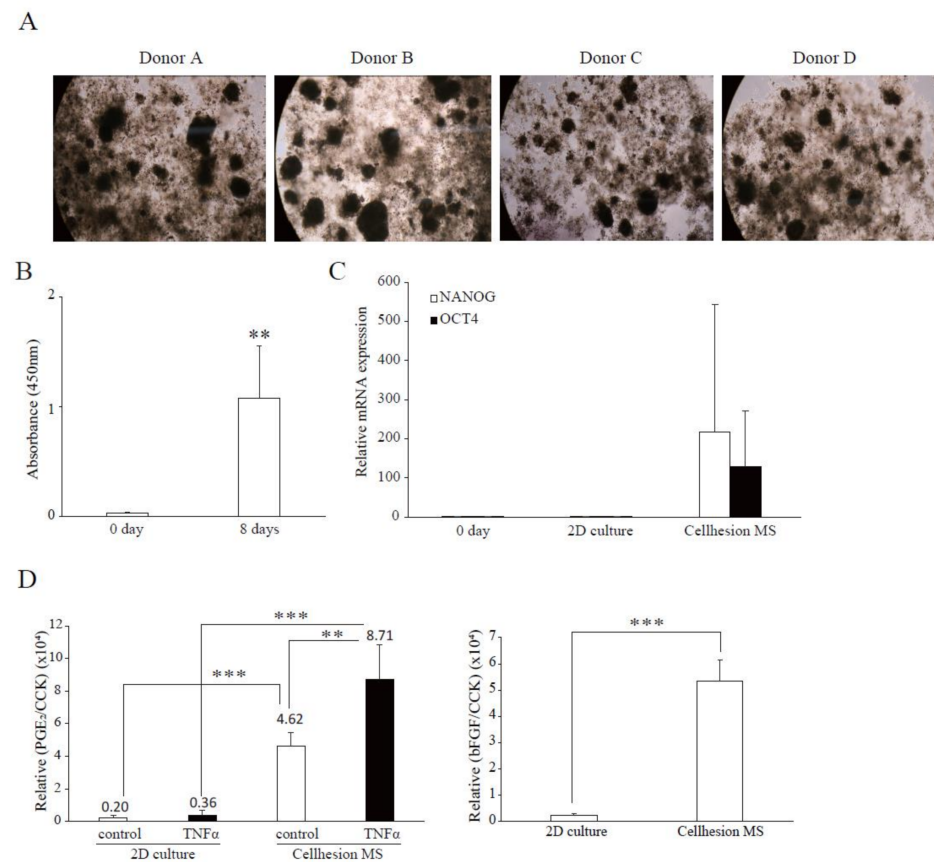 A
Donor A
Donor B
Donor C
Donor D
B
Absorbance (450nm)
2
1
0
**
0 day
8 days
C
Relative mRNA expression
600
500
400
300
200
100
0
NANOG
OCT4
0 day
2D culture
Cellhesion MS
D
Relative (PGE₂/CCK) (x10⁴)
12
10
8
6
4
2
0
***
**
8.71
***
4.62
0.20
0.36
control
TNFα
control
TNFα
2D culture
Cellhesion MS
Relative (bFGF/CCK) (x10⁴)
7
6
5
4
3
2
1
0
***
2D culture
Cellhesion MS